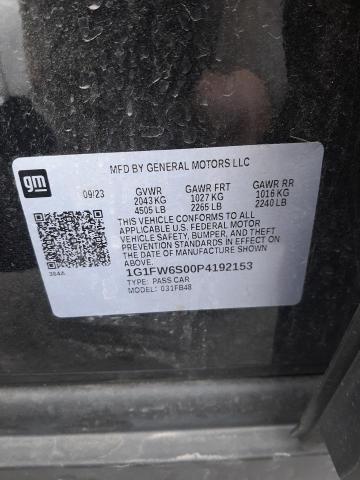 gm
MFD BY GENERAL MOTORS LLC
09/23 GVWR GAWR FRT GAWR RR
2043 KG 1027 KG 1016 KG
4505 LB 2265 LB 2240 LB
THIS VEHICLE CONFORMS TO ALL
APPLICABLE U.S. FEDERAL MOTOR
VEHICLE SAFETY, BUMPER, AND THEFT
PREVENTION STANDARDS IN EFFECT ON
THE DATE OF MANUFACTURE SHOWN ABOVE.
1G1FW6S00P4192153
TYPE: PASS CAR
031FB48